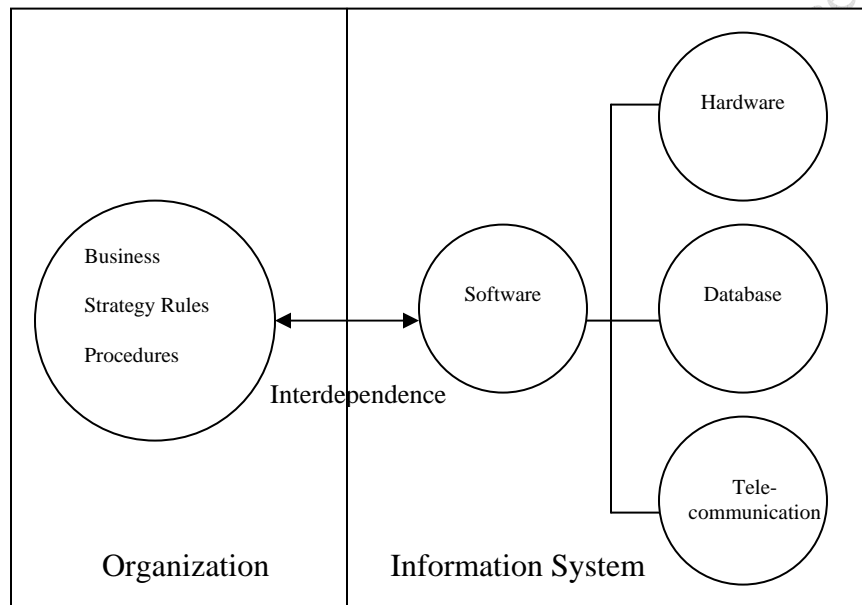 Hardware
Business
Strategy Rules
Procedures
Software
Database
Interdependence
Tele-
communication
Organization
Information System